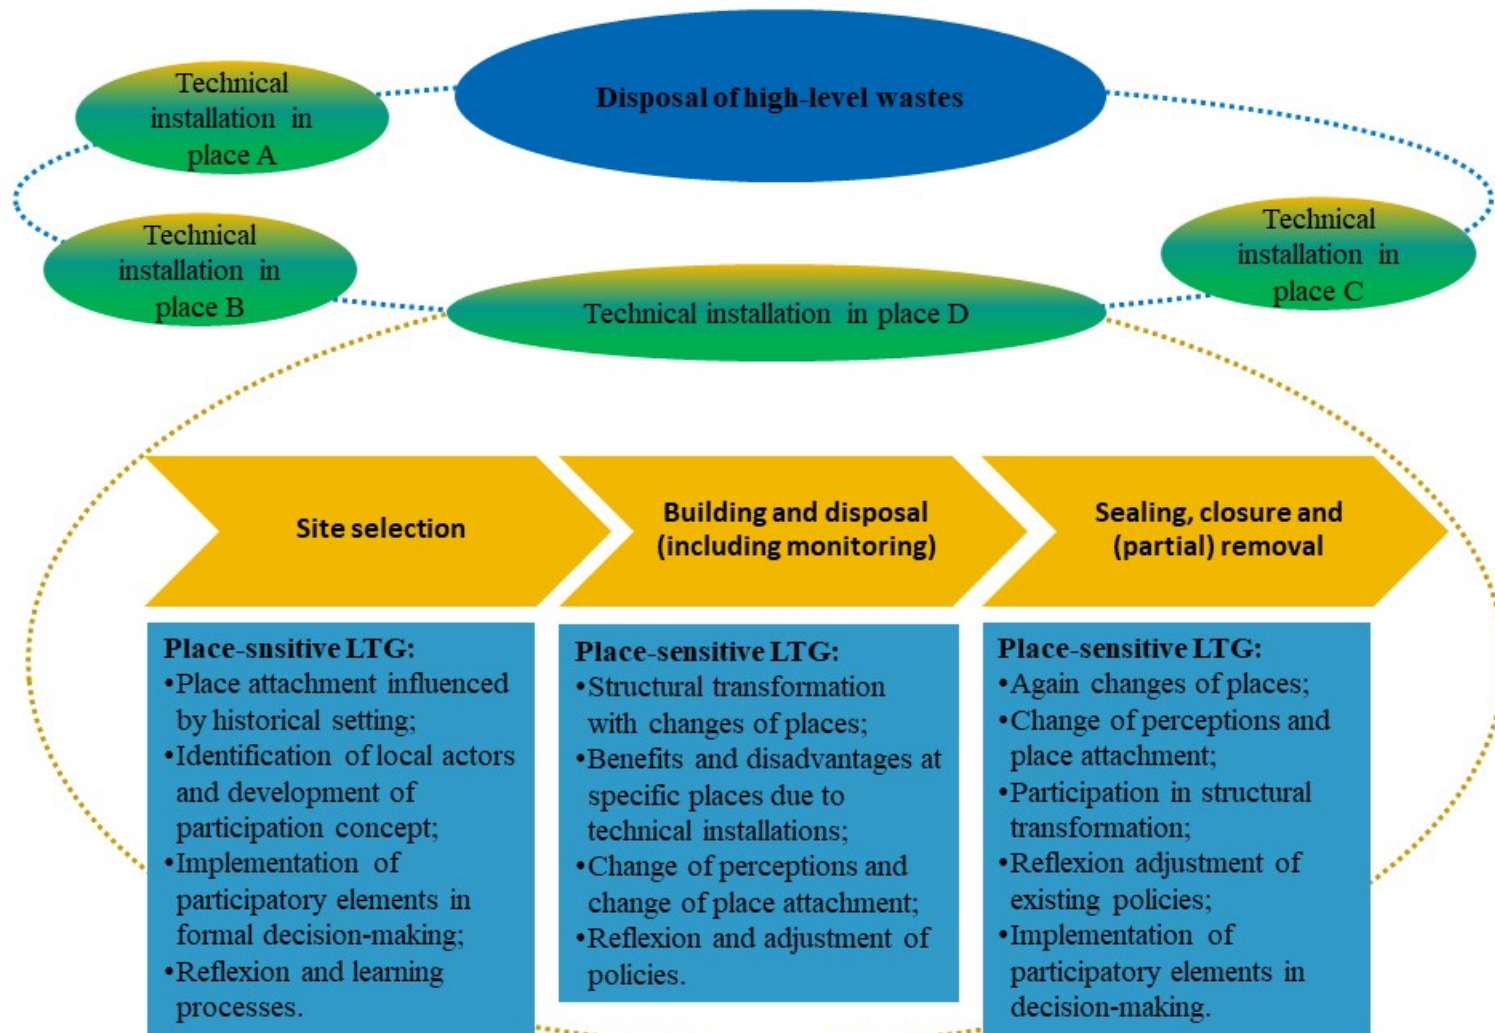 Disposal of high-level wastes
Technical
installation in
place A
Technical
installation in
place B
Technical
installation in
place C
Technical installation in place D
Site selection
Building and disposal
(including monitoring)
Sealing, closure and
(partial) removal
Place-snsitive LTG:
•Place attachment influenced
by historical setting;
•Identification of local actors
and development of
participation concept;
•Implementation of
participatory elements in
formal decision-making;
•Reflexion and learning
processes.
Place-sensitive LTG:
•Structural transformation
with changes of places;
•Benefits and disadvantages at
specific places due to
technical installations;
•Change of perceptions and
change of place attachment;
•Reflexion and adjustment of
policies.
Place-sensitive LTG:
•Again changes of places;
•Change of perceptions and
place attachment;
•Participation in structural
transformation;
•Reflexion adjustment of
existing policies;
•Implementation of
participatory elements in
decision-making.